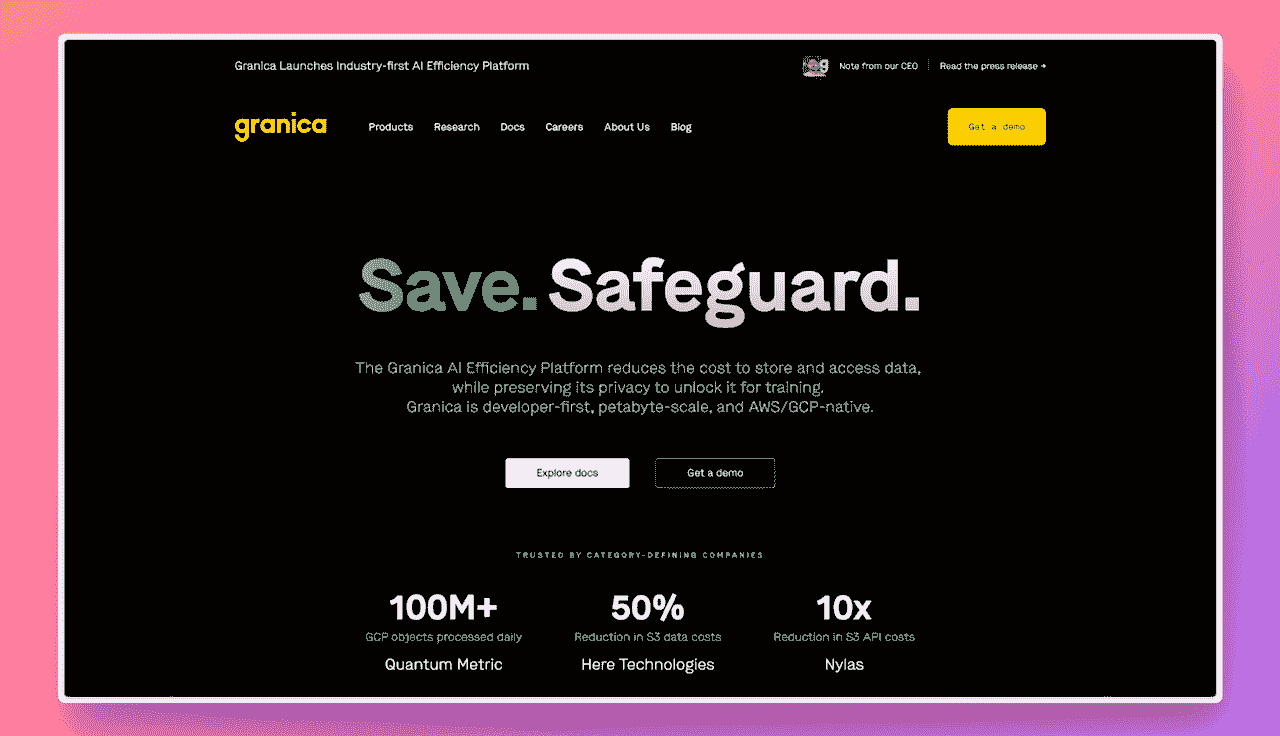 Granica Launches Industry-first AI Efficiency Platform
Note from our CEO
Read the press release →
granica
Products
Research
Docs
Careers
About Us
Blog
Get a demo
Save. Safeguard.
The Granica AI Efficiency Platform reduces the cost to store and access data,
while preserving its privacy to unlock it for training.
Granica is developer-first, petabyte-scale, and AWS/GCP-native.
Explore docs
Get a demo
TRUSTED BY CATEGORY-DEFINING COMPANIES
100M+
GCP objects processed daily
Quantum Metric
50%
Reduction in S3 data costs
Here Technologies
10x
Reduction in S3 API costs
Nylas